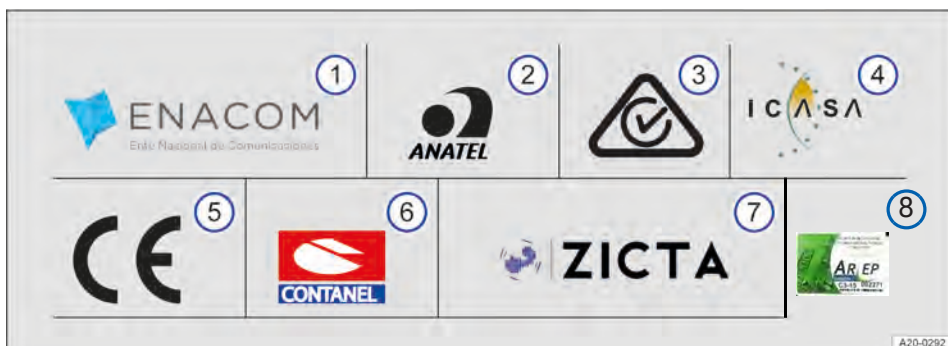 1
ENACOM
Ente Nacional de Comunicaciones
2
ANATEL
3
4
ICASA
CE
5
6
CONTANEL
7
ZICTA
8
AR EP
A20-0292